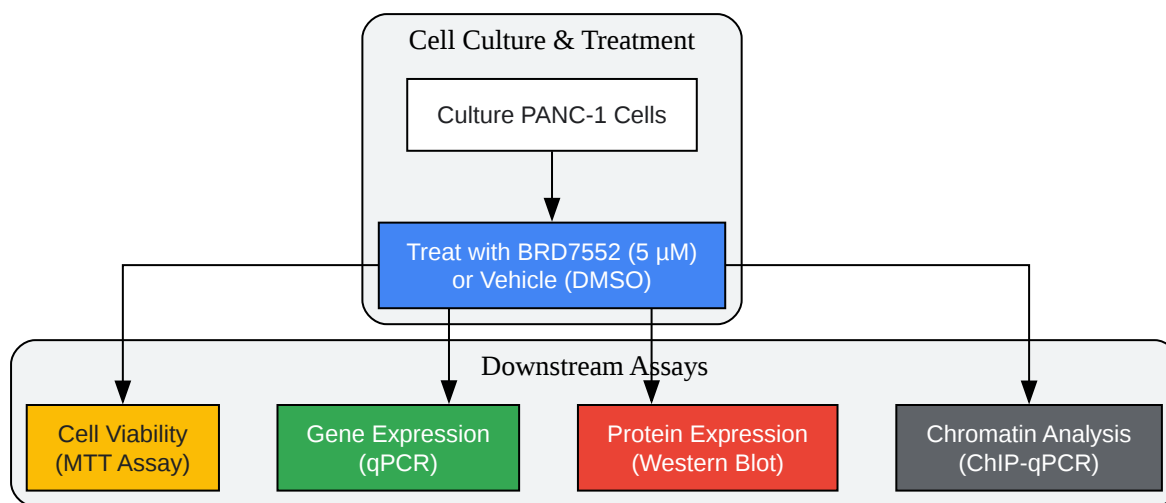 Cell Culture & Treatment
Culture PANC-1 Cells
Treat with BRD7552 (5 µM)
or Vehicle (DMSO)
Downstream Assays
Cell Viability
(MTT Assay)
Gene Expression
(qPCR)
Protein Expression
(Western Blot)
Chromatin Analysis
(ChIP-qPCR)